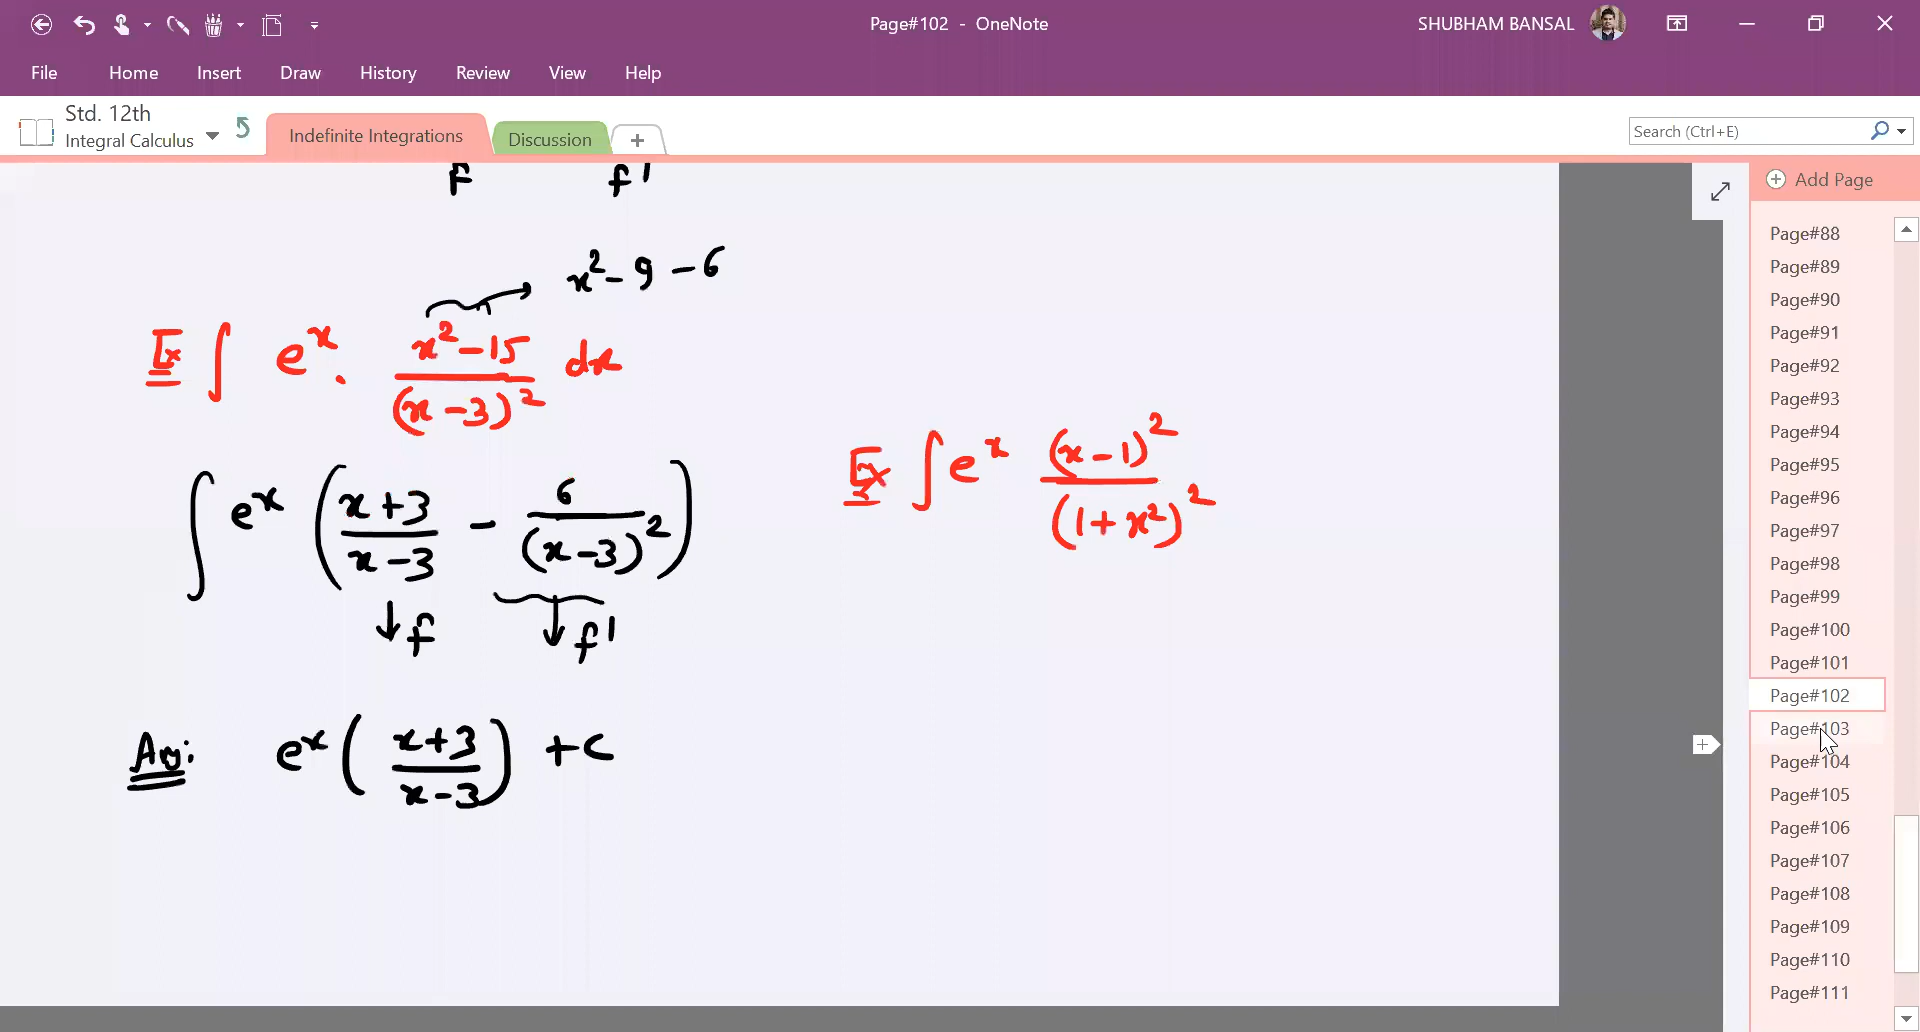 Page#102 - OneNote
SHUBHAM BANSAL
File Home Insert Draw History Review View Help
Std. 12th
Integral Calculus
Indefinite Integrations
Discussion
+
Search (Ctrl+E)
Add Page
F f'
x² - 9 - 6
Ex ∫ e^x . (x² - 15)/(x - 3)² dx
∫ e^x ( (x+3)/(x-3) - 6/(x-3)² )
↓ f ↓ f'
Ans: e^x ( (x+3)/(x-3) ) + c
Ex ∫ e^x (x-1)²/(1+x²)²
Page#88
Page#89
Page#90
Page#91
Page#92
Page#93
Page#94
Page#95
Page#96
Page#97
Page#98
Page#99
Page#100
Page#101
Page#102
Page#103
Page#104
Page#105
Page#106
Page#107
Page#108
Page#109
Page#110
Page#111